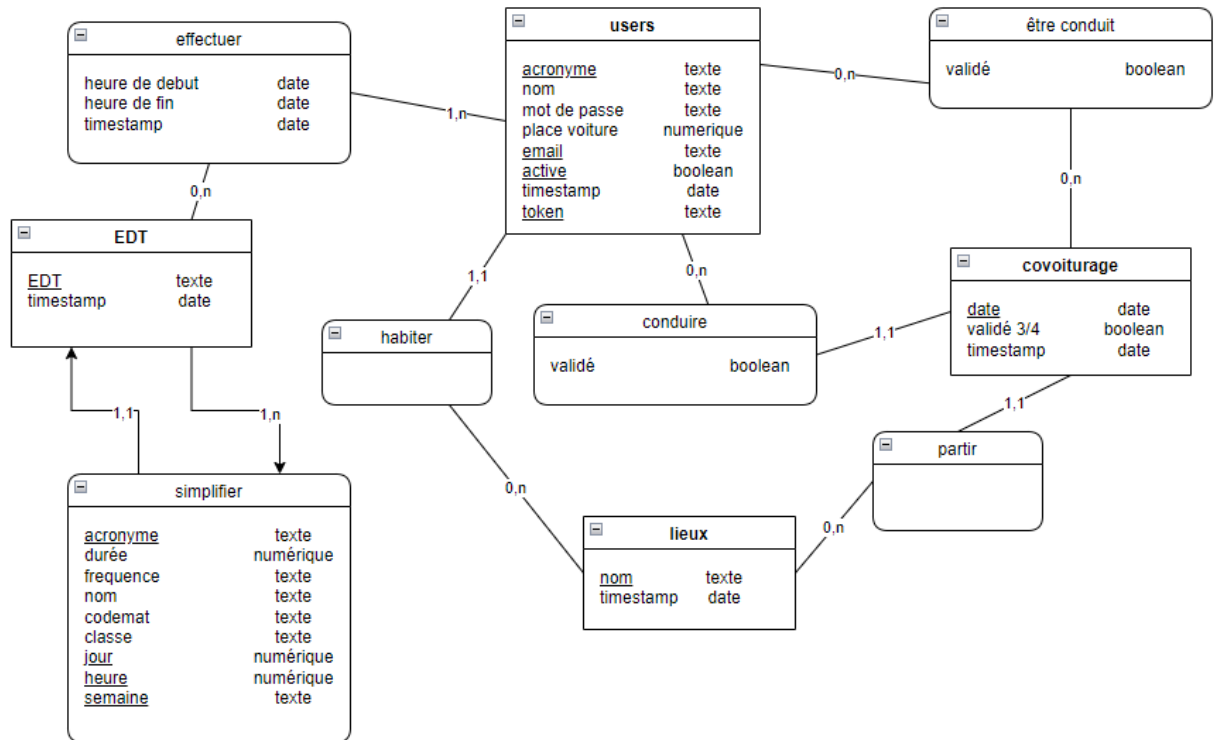 effectuer
heure de debut date
heure de fin date
timestamp date
users
acronyme texte
nom texte
mot de passe texte
place voiture numerique
email texte
active boolean
timestamp date
token texte
être conduit
validé boolean
1,n
0,n
0,n
0,n
EDT
EDT texte
timestamp date
1,1
0,n
covoiturage
date date
validé 3/4 boolean
timestamp date
habiter
conduire
validé boolean
1,1
1,1
1,n
1,1
partir
simplifier
acronyme texte
durée numérique
frequence texte
nom texte
codemat texte
classe texte
jour numérique
heure numérique
semaine texte
0,n
0,n
lieux
nom texte
timestamp date